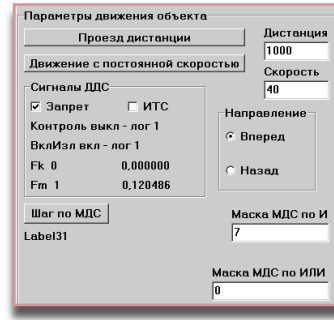 Параметры движения объекта
Проезд дистанции
Дистанция
1000
Движение с постоянной скоростью
Скорость
40
Сигналы ДДС
Запрет
ИТС
Контроль выкл - лог 1
ВклИзл вкл - лог 1
Fk 0 0,000000
Fm 1 0,120486
Направление
Вперед
Назад
Шаг по МДС
Label31
Маска МДС по И
7
Маска МДС по ИЛИ
0